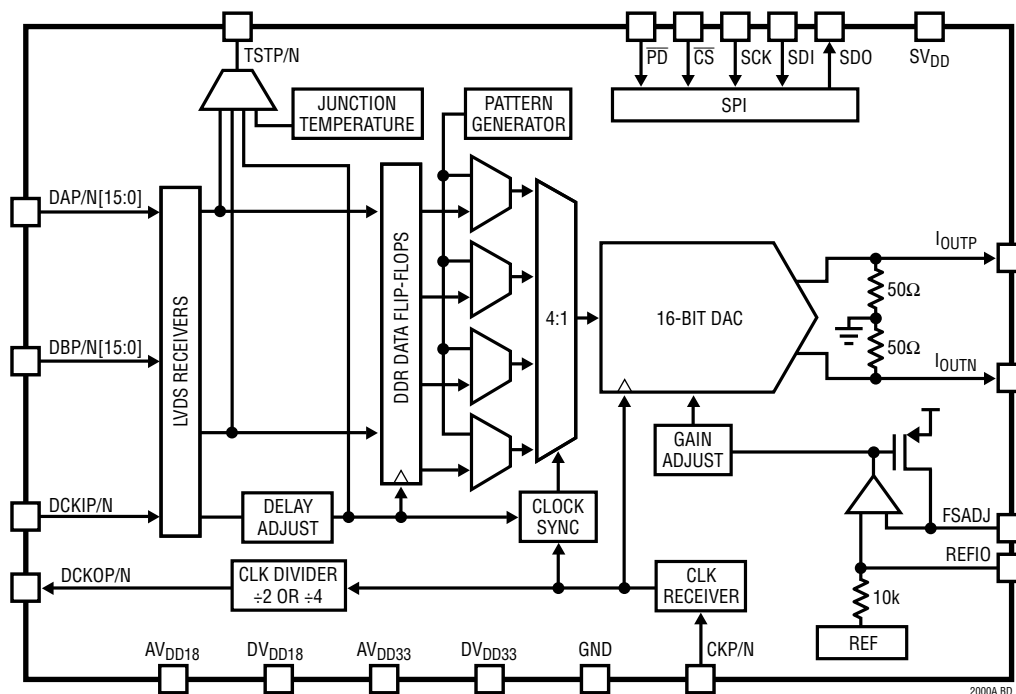 TSTP/N
PD
CS
SCK
SDI
SDO
SVDD
SPI
JUNCTION
TEMPERATURE
PATTERN
GENERATOR
DAP/N[15:0]
DBP/N[15:0]
DCKIP/N
DCKOP/N
LVDS RECEIVERS
DDR DATA FLIP-FLOPS
4:1
16-BIT DAC
IOUTP
50Ω
50Ω
IOUTN
GAIN
ADJUST
DELAY
ADJUST
CLOCK
SYNC
FSADJ
REFIO
CLK DIVIDER
÷2 OR ÷4
CLK
RECEIVER
10k
REF
AVDD18
DVDD18
AVDD33
DVDD33
GND
CKP/N
2000A BD